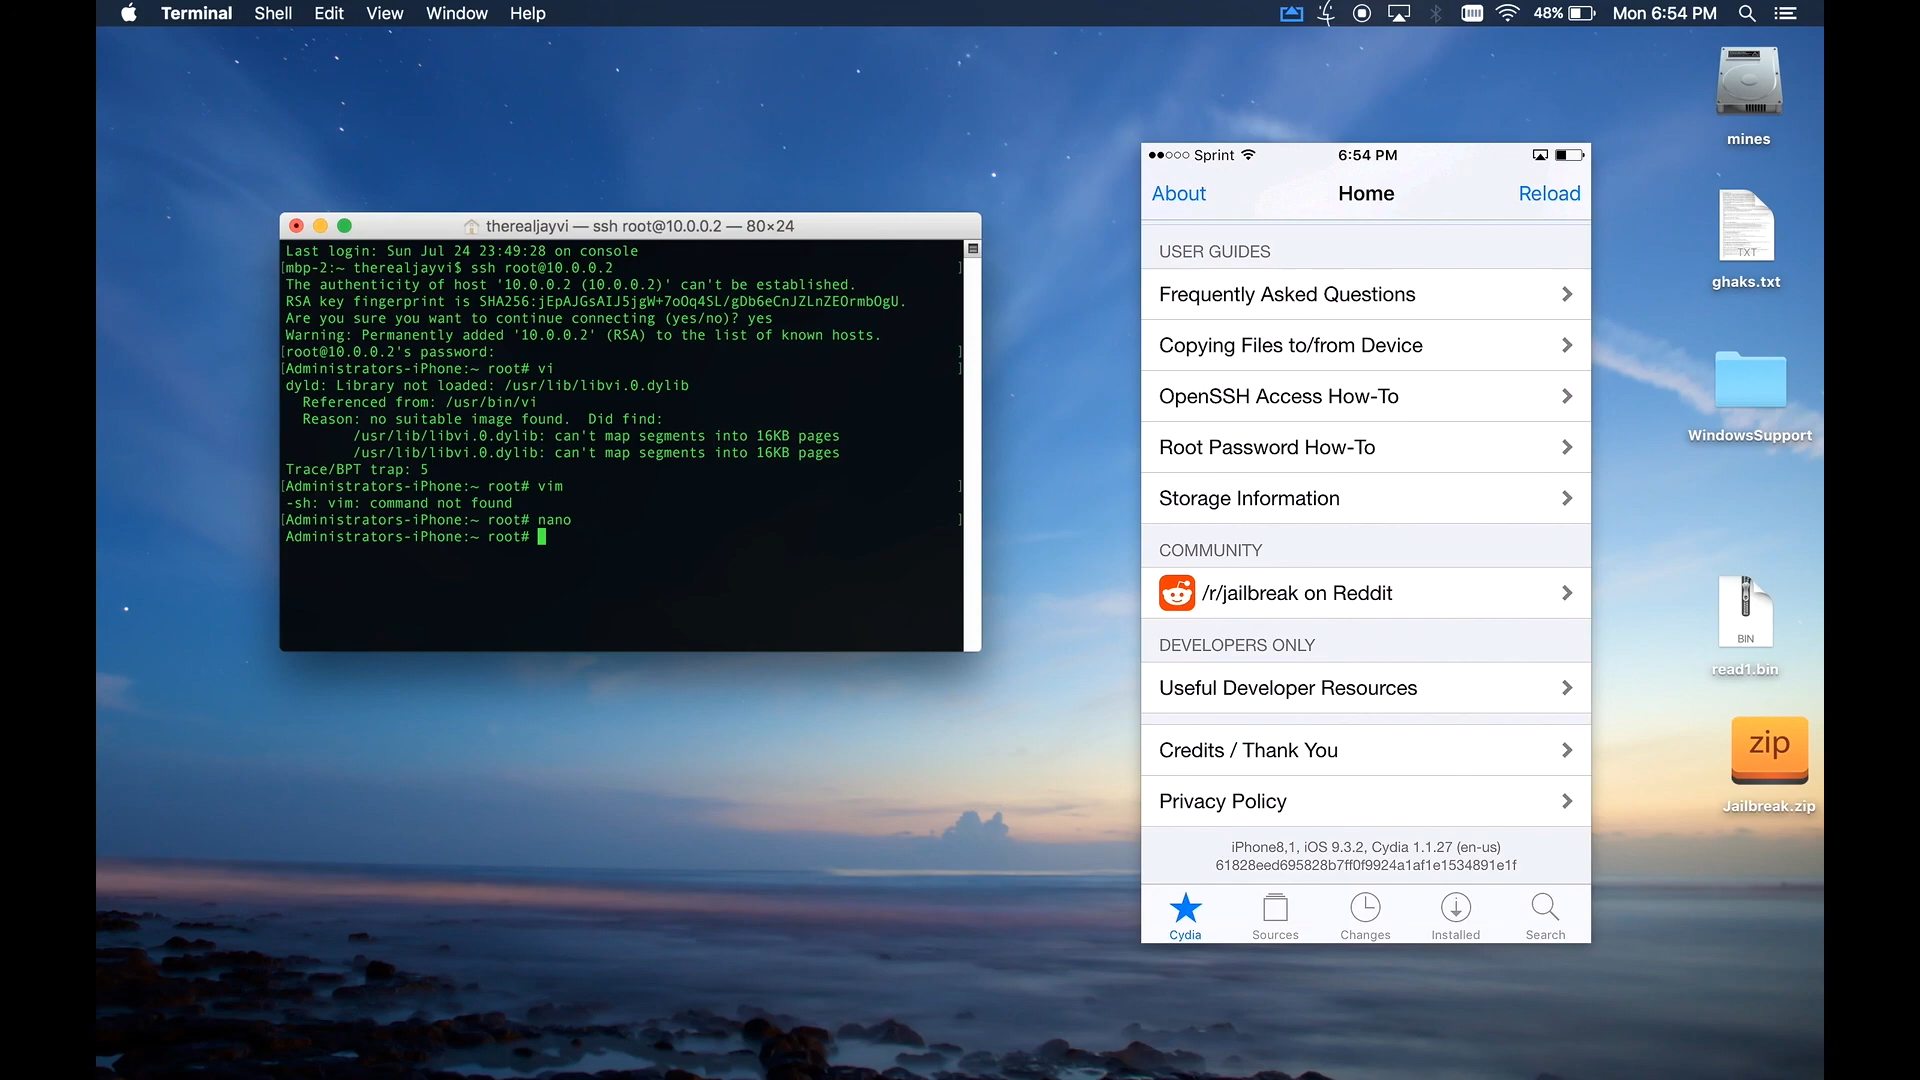 Terminal Shell Edit View Window Help
48% Mon 6:54 PM
mines
TXT
ghaks.txt
WindowsSupport
BIN
read1.bin
zip
Jailbreak.zip
therealjayvi — ssh root@10.0.0.2 — 80×24
Last login: Sun Jul 24 23:49:28 on console
[mbp-2:~ therealjayvi$ ssh root@10.0.0.2 ]
The authenticity of host '10.0.0.2 (10.0.0.2)' can't be established.
RSA key fingerprint is SHA256:jEpAJGsAIJ5jgW+7oOq4SL/gDb6eCnJZLnZEOrmbOgU.
Are you sure you want to continue connecting (yes/no)? yes
Warning: Permanently added '10.0.0.2' (RSA) to the list of known hosts.
[root@10.0.0.2's password: ]
[Administrators-iPhone:~ root# vi ]
dyld: Library not loaded: /usr/lib/libvi.0.dylib
Referenced from: /usr/bin/vi
Reason: no suitable image found.  Did find:
/usr/lib/libvi.0.dylib: can't map segments into 16KB pages
/usr/lib/libvi.0.dylib: can't map segments into 16KB pages
Trace/BPT trap: 5
[Administrators-iPhone:~ root# vim ]
-sh: vim: command not found
[Administrators-iPhone:~ root# nano ]
Administrators-iPhone:~ root#
Sprint 6:54 PM
About Home Reload
USER GUIDES
Frequently Asked Questions
Copying Files to/from Device
OpenSSH Access How-To
Root Password How-To
Storage Information
COMMUNITY
/r/jailbreak on Reddit
DEVELOPERS ONLY
Useful Developer Resources
Credits / Thank You
Privacy Policy
iPhone8,1, iOS 9.3.2, Cydia 1.1.27 (en-us)
61828eed695828b7ff0f9924a1af1e1534891e1f
Cydia Sources Changes Installed Search